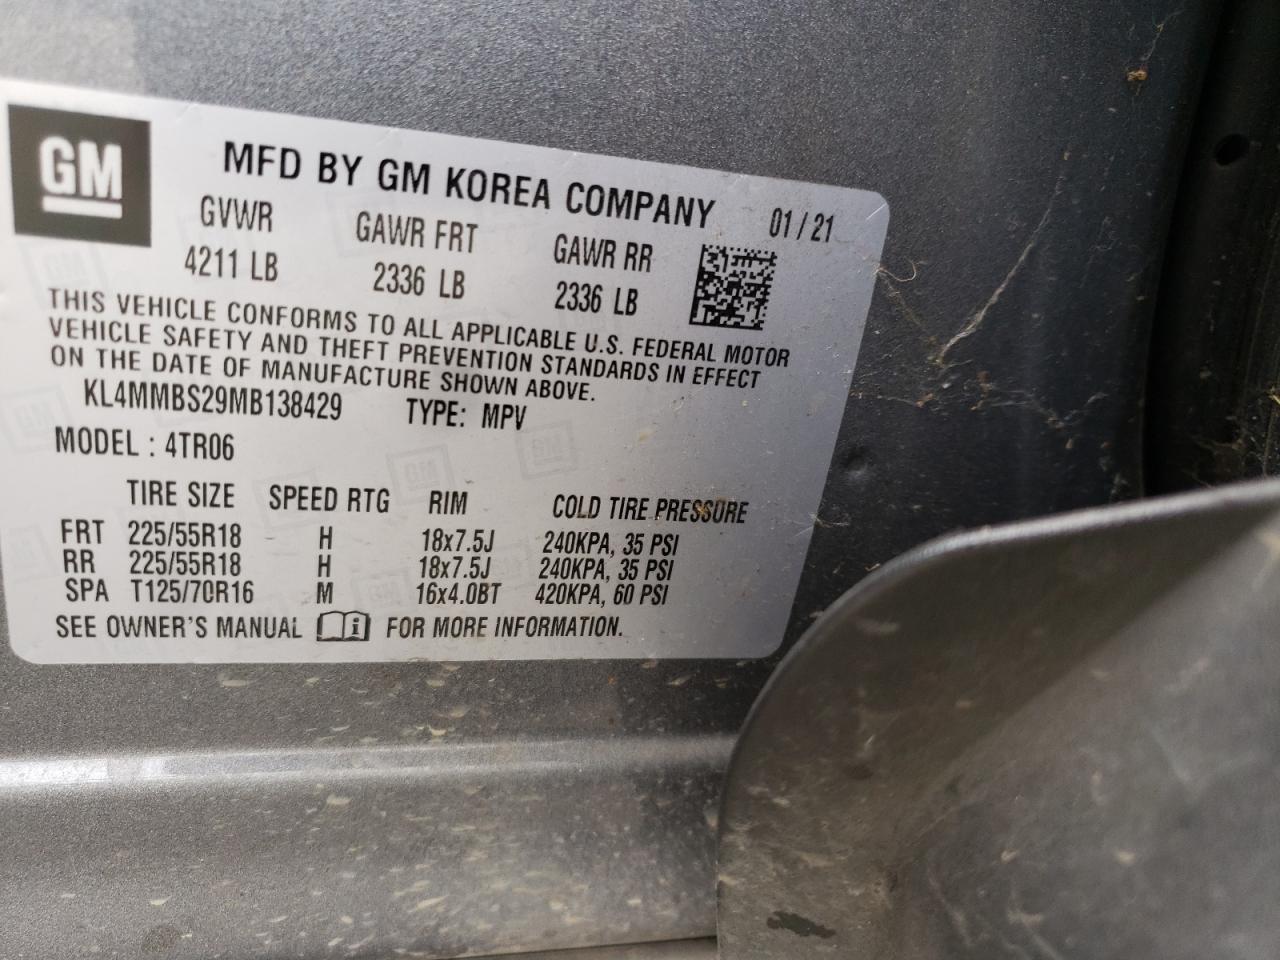 GM
MFD BY GM KOREA COMPANY 01 / 21
GVWR GAWR FRT GAWR RR
4211 LB 2336 LB 2336 LB
THIS VEHICLE CONFORMS TO ALL APPLICABLE U.S. FEDERAL MOTOR
VEHICLE SAFETY AND THEFT PREVENTION STANDARDS IN EFFECT
ON THE DATE OF MANUFACTURE SHOWN ABOVE.
KL4MMBS29MB138429 TYPE: MPV
MODEL : 4TR06
TIRE SIZE SPEED RTG RIM COLD TIRE PRESSURE
FRT 225/55R18 H 18x7.5J 240KPA, 35 PSI
RR 225/55R18 H 18x7.5J 240KPA, 35 PSI
SPA T125/70R16 M 16x4.0BT 420KPA, 60 PSI
SEE OWNER'S MANUAL i FOR MORE INFORMATION.